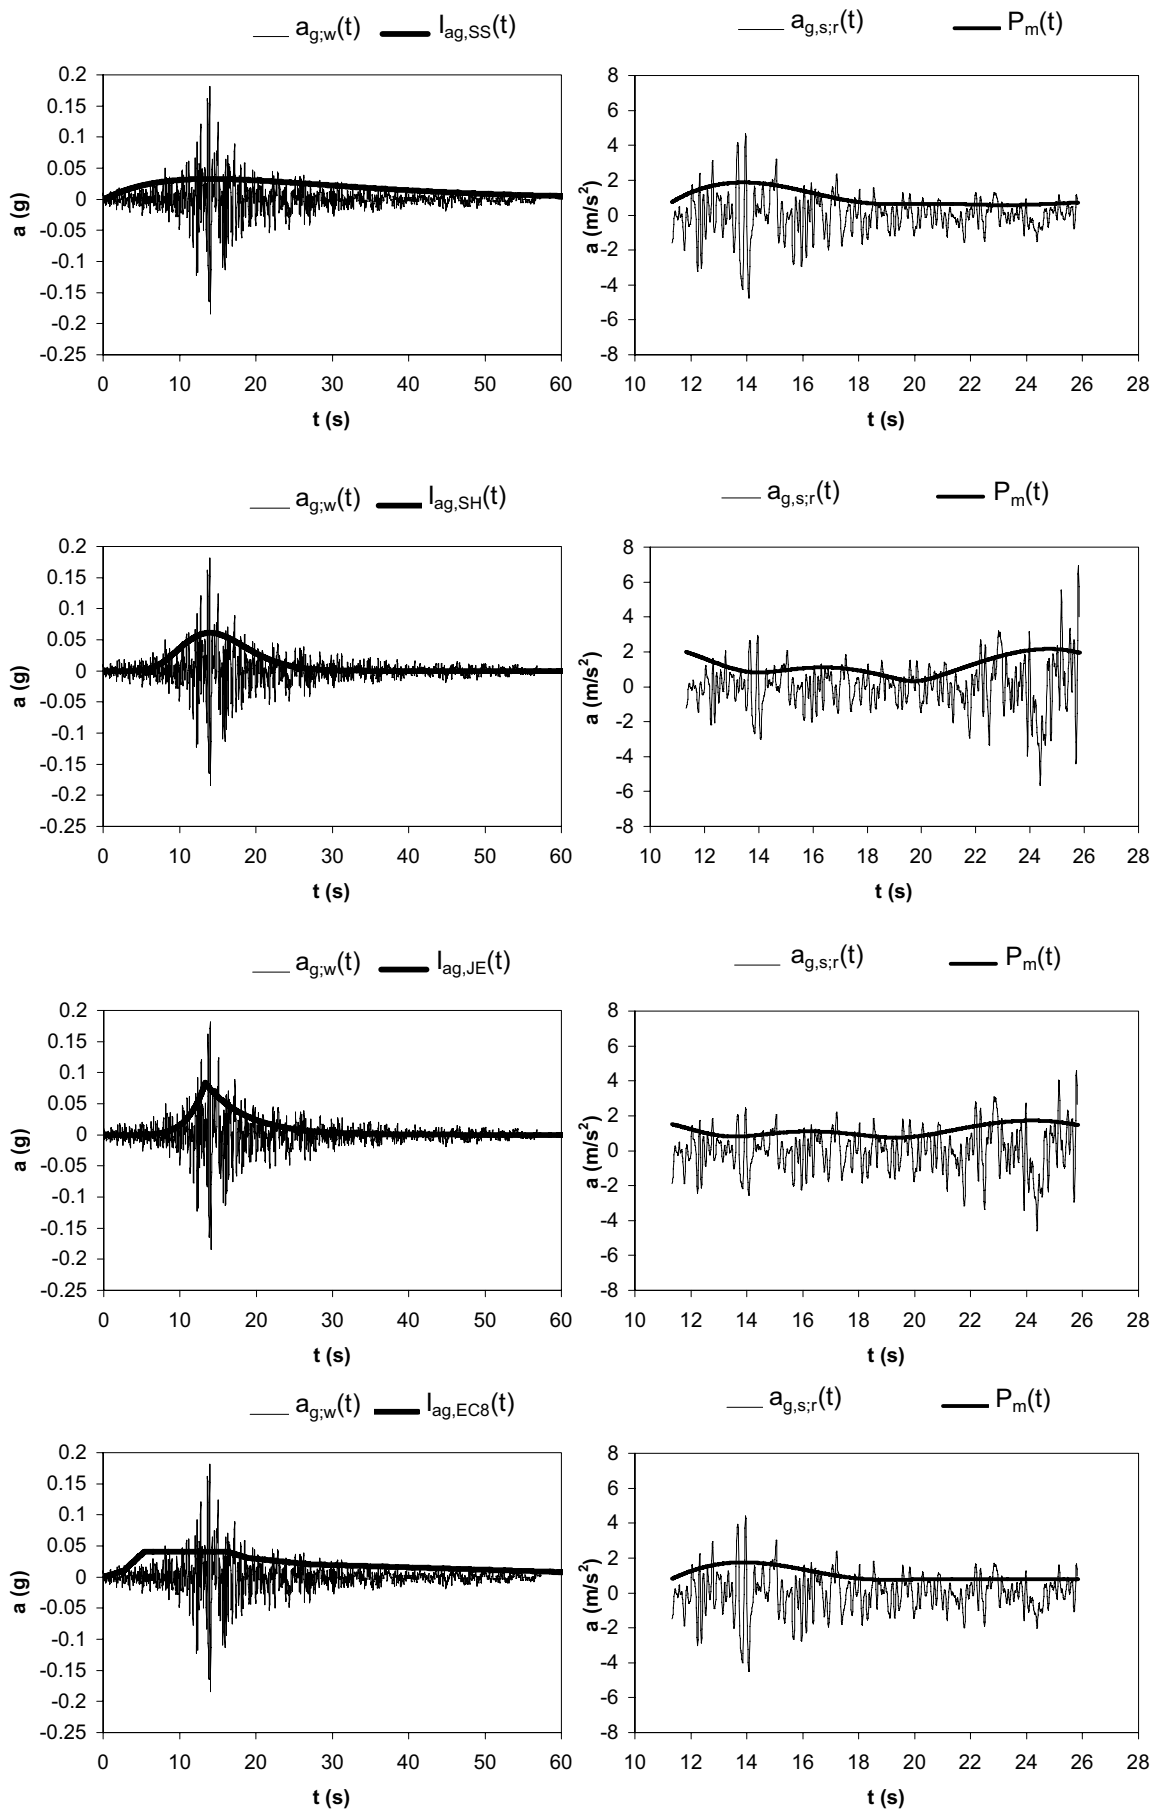 a_g;w(t) I_ag,SS(t)
0.2
0.15
0.1
0.05
0
-0.05
-0.1
-0.15
-0.2
-0.25
a (g)
0 10 20 30 40 50 60
t (s)
a_g,s;r(t) P_m(t)
8
6
4
2
0
-2
-4
-6
-8
a (m/s²)
10 12 14 16 18 20 22 24 26 28
t (s)
a_g;w(t) I_ag,SH(t)
0.2
0.15
0.1
0.05
0
-0.05
-0.1
-0.15
-0.2
-0.25
a (g)
0 10 20 30 40 50 60
t (s)
a_g,s;r(t) P_m(t)
8
6
4
2
0
-2
-4
-6
-8
a (m/s²)
10 12 14 16 18 20 22 24 26 28
t (s)
a_g;w(t) I_ag,JE(t)
0.2
0.15
0.1
0.05
0
-0.05
-0.1
-0.15
-0.2
-0.25
a (g)
0 10 20 30 40 50 60
t (s)
a_g,s;r(t) P_m(t)
8
6
4
2
0
-2
-4
-6
-8
a (m/s²)
10 12 14 16 18 20 22 24 26 28
t (s)
a_g;w(t) I_ag,EC8(t)
0.2
0.15
0.1
0.05
0
-0.05
-0.1
-0.15
-0.2
-0.25
a (g)
0 10 20 30 40 50 60
t (s)
a_g,s;r(t) P_m(t)
8
6
4
2
0
-2
-4
-6
-8
a (m/s²)
10 12 14 16 18 20 22 24 26 28
t (s)